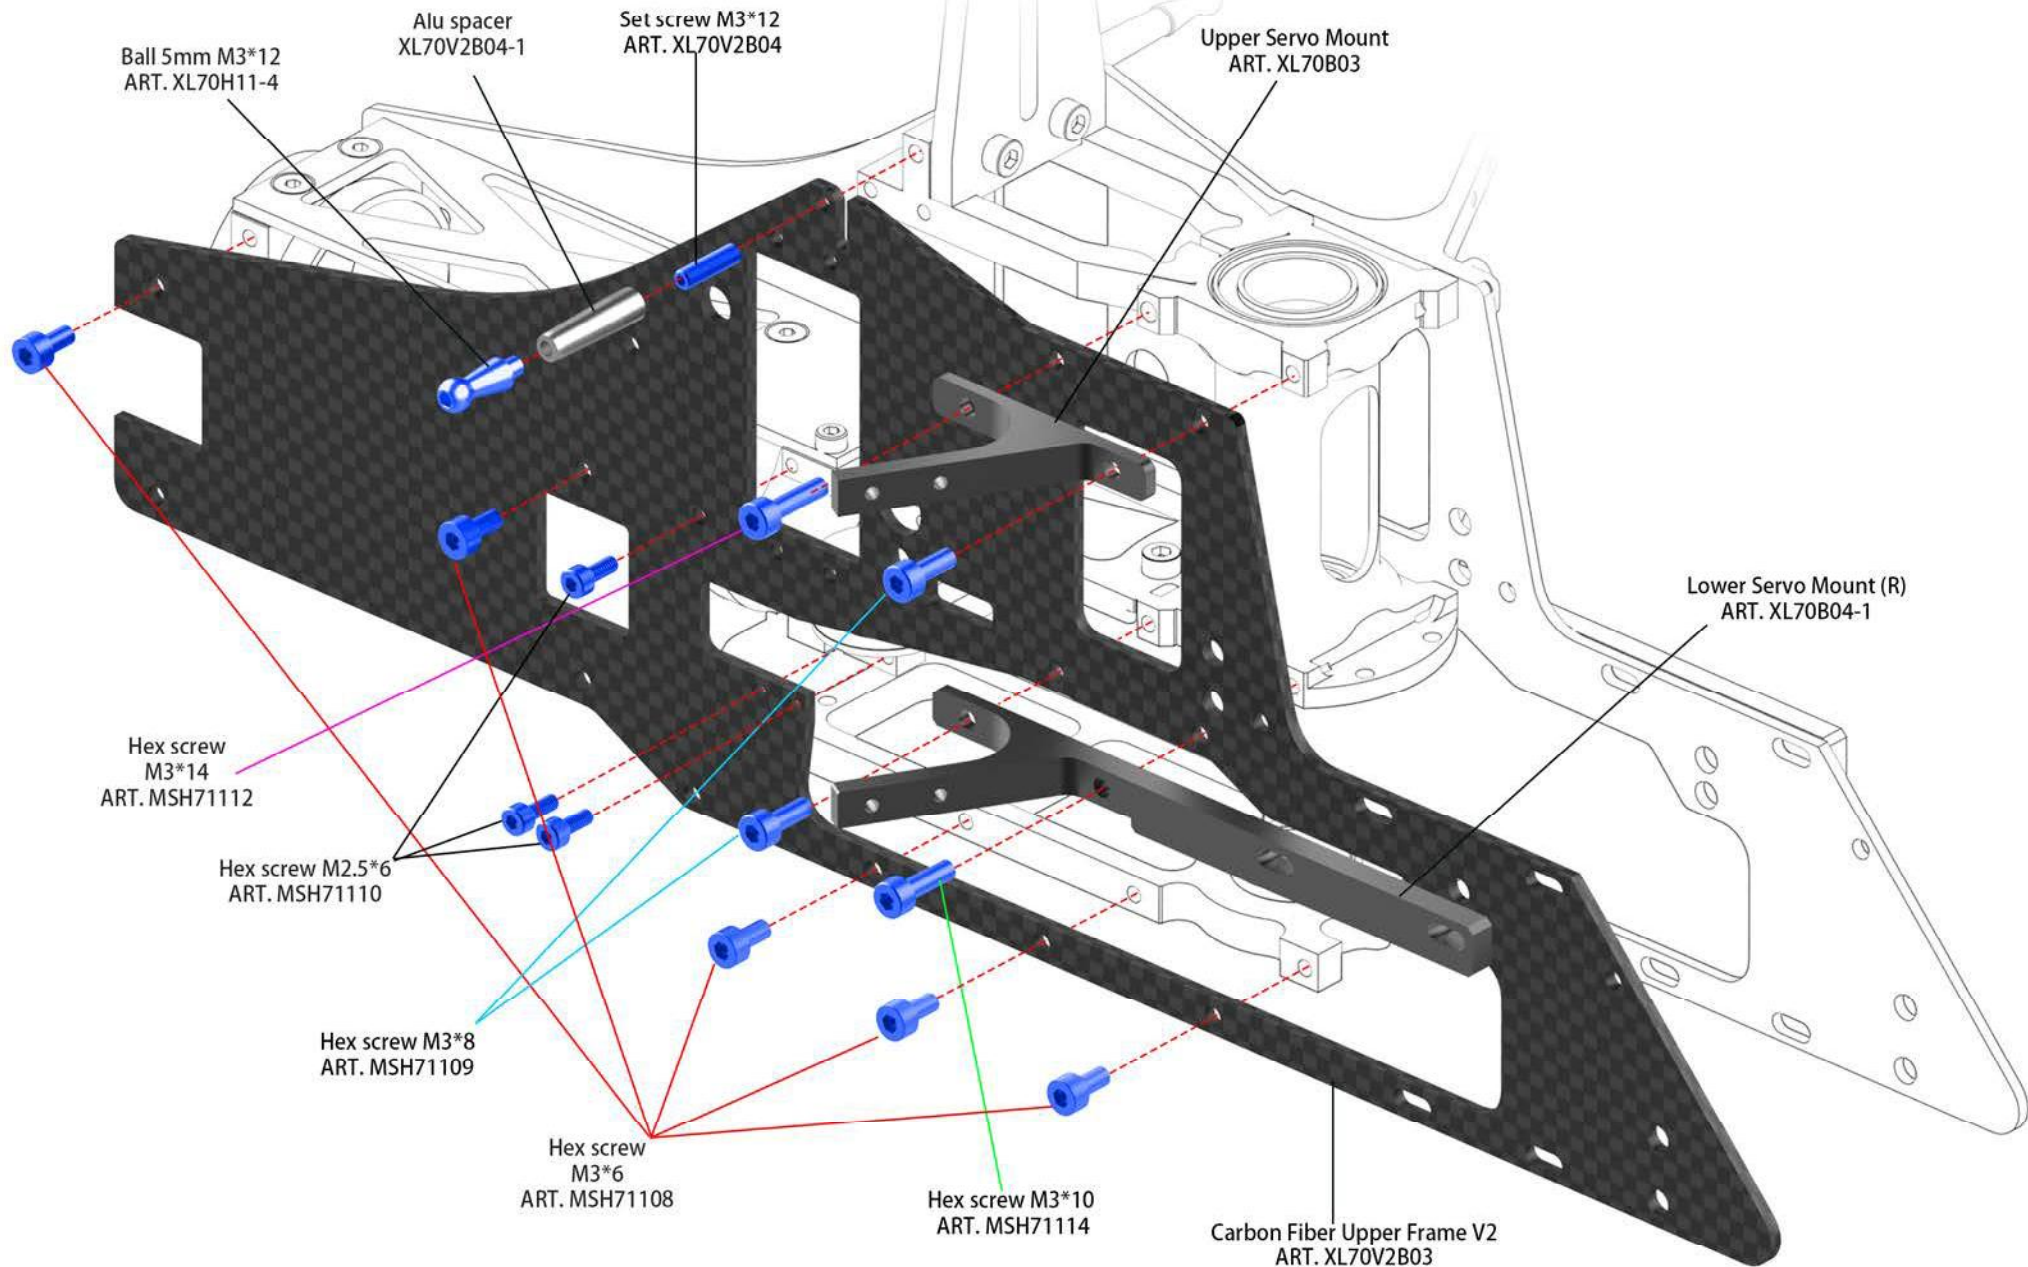 Alu spacer
XL70V2B04-1
Set screw M3*12
ART. XL70V2B04
Upper Servo Mount
ART. XL70B03
Ball 5mm M3*12
ART. XL70H11-4
Lower Servo Mount (R)
ART. XL70B04-1
Hex screw
M3*14
ART. MSH71112
Hex screw M2.5*6
ART. MSH71110
Hex screw M3*8
ART. MSH71109
Hex screw
M3*6
ART. MSH71108
Hex screw M3*10
ART. MSH71114
Carbon Fiber Upper Frame V2
ART. XL70V2B03